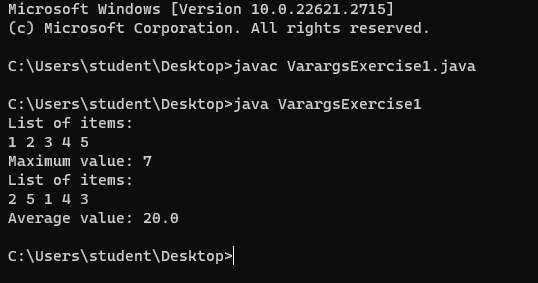 Microsoft Windows [Version 10.0.22621.2715]
(c) Microsoft Corporation. All rights reserved.
C:\Users\student\Desktop>javac VarargsExercise1.java
C:\Users\student\Desktop>java VarargsExercise1
List of items:
1 2 3 4 5
Maximum value: 7
List of items:
2 5 1 4 3
Average value: 20.0
C:\Users\student\Desktop>